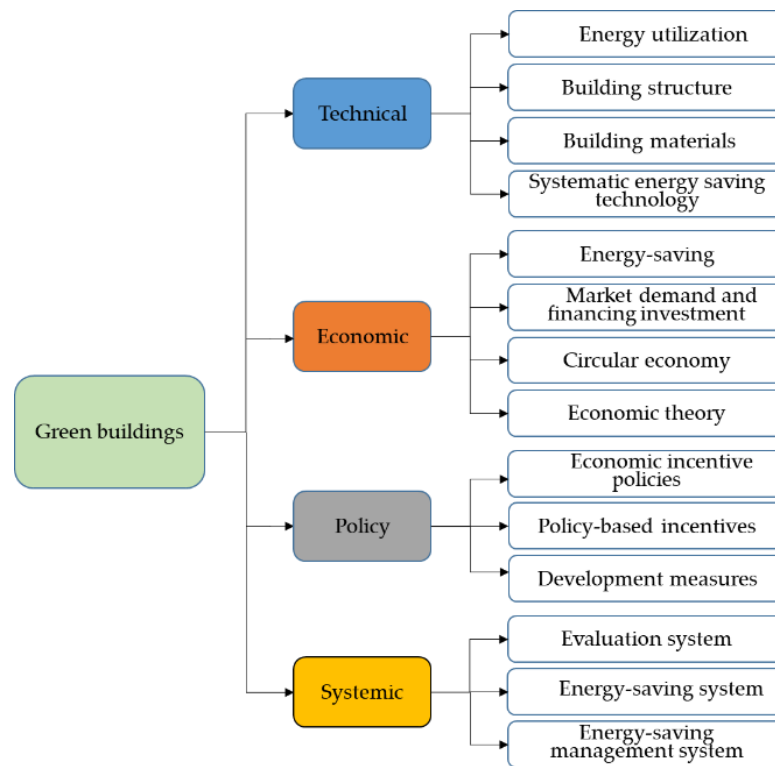 Green buildings
Technical
Energy utilization
Building structure
Building materials
Systematic energy saving
technology
Economic
Energy-saving
Market demand and
financing investment
Circular economy
Economic theory
Policy
Economic incentive
policies
Policy-based incentives
Development measures
Systemic
Evaluation system
Energy-saving system
Energy-saving
management system